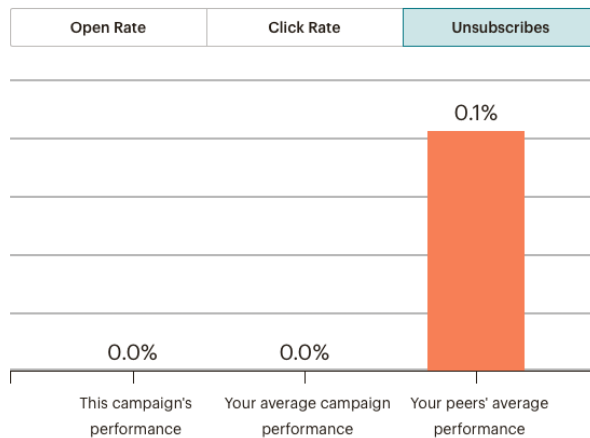 Open Rate Click Rate Unsubscribes
0.1%
0.0% 0.0%
This campaign's Your average campaign Your peers' average
performance performance performance